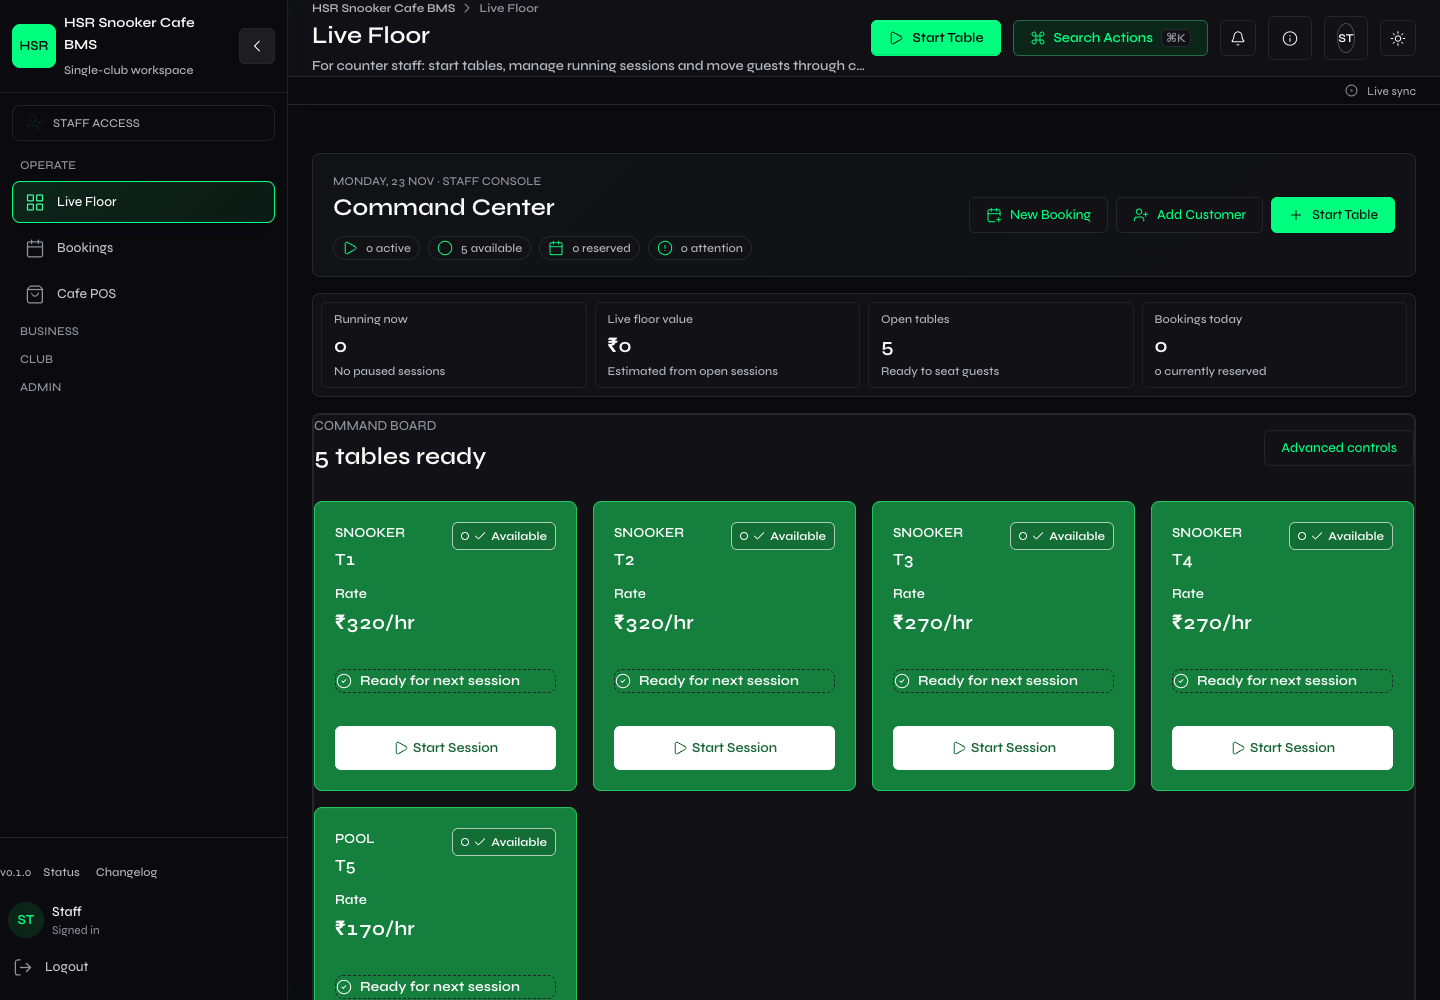 HSR
HSR Snooker Cafe
BMS
Single-club workspace
STAFF ACCESS
OPERATE
Live Floor
Bookings
Cafe POS
BUSINESS
CLUB
ADMIN
v0.1.0 Status Changelog
ST
Staff
Signed in
Logout
HSR Snooker Cafe BMS > Live Floor
Live Floor
For counter staff: start tables, manage running sessions and move guests through c...
Start Table
Search Actions ⌘K
ST
Live sync
MONDAY, 23 NOV · STAFF CONSOLE
Command Center
0 active 5 available 0 reserved 0 attention
New Booking Add Customer Start Table
Running now
0
No paused sessions
Live floor value
₹0
Estimated from open sessions
Open tables
5
Ready to seat guests
Bookings today
0
0 currently reserved
COMMAND BOARD
5 tables ready
Advanced controls
SNOOKER
Available
T1
Rate
₹320/hr
Ready for next session
Start Session
SNOOKER
Available
T2
Rate
₹320/hr
Ready for next session
Start Session
SNOOKER
Available
T3
Rate
₹270/hr
Ready for next session
Start Session
SNOOKER
Available
T4
Rate
₹270/hr
Ready for next session
Start Session
POOL
Available
T5
Rate
₹170/hr
Ready for next session